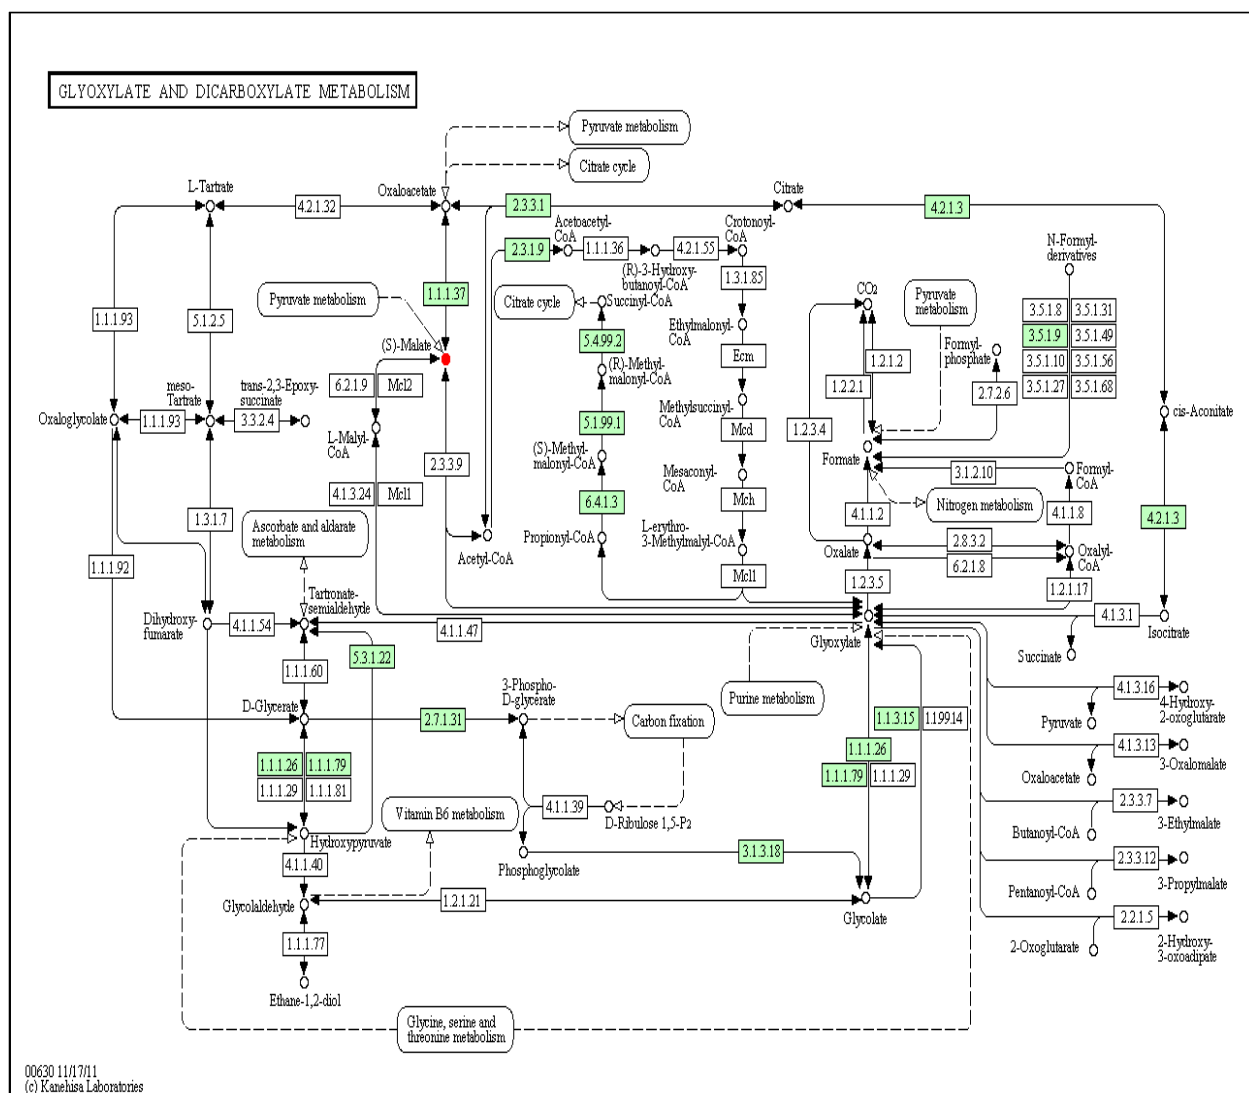 GLYOXYLATE AND DICARBOXYLATE METABOLISM
Pyruvate metabolism
Citrate cycle
L-Tartrate
Oxaloacetate
Citrate
4.2.1.32
2.3.3.1
4.2.1.3
Acetoacetyl-
CoA
Crotonoyl-
CoA
N-Formyl-
derivatives
2.3.1.9
1.1.1.36
4.2.1.55
(R)-3-Hydroxy-
butanoyl-CoA
1.3.1.85
Pyruvate metabolism
1.1.1.37
Citrate cycle
Succinyl-CoA
CO2
Pyruvate
metabolism
1.1.1.93
5.1.2.5
Ethylmalonyl-
CoA
3.5.1.8
3.5.1.31
3.5.1.9
3.5.1.49
3.5.1.10
3.5.1.56
3.5.1.27
3.5.1.68
(S)-Malate
5.4.99.2
Ecm
1.2.1.2
Formyl-
phosphate
(R)-Methyl-
malonyl-CoA
6.2.1.9
Mcl2
1.2.2.1
2.7.2.6
meso-
Tartrate
trans-2,3-Epoxy-
succinate
Methylsuccinyl-
CoA
cis-Aconitate
Oxaloglycolate
1.1.1.93
3.3.2.4
5.1.99.1
Mcd
1.2.3.4
L-Malyl-
CoA
(S)-Methyl-
malonyl-CoA
Formate
2.3.3.9
Mesaconyl-
CoA
3.1.2.10
Formyl-
CoA
4.1.3.24
Mcl1
6.4.1.3
Mch
Nitrogen metabolism
1.3.1.7
Ascorbate and aldarate
metabolism
4.1.1.2
4.1.1.8
4.2.1.3
Acetyl-CoA
Propionyl-CoA
L-erythro-
3-Methylmalyl-CoA
Oxalate
2.8.3.2
Oxalyl-
CoA
6.2.1.8
1.1.1.92
Mcl1
1.2.3.5
1.2.1.17
Tartronate-
semialdehyde
Dihydroxy-
fumarate
4.1.1.54
4.1.1.47
4.1.3.1
Glyoxylate
Isocitrate
5.3.1.22
Succinate
1.1.1.60
3-Phospho-
D-glycerate
Purine metabolism
4.1.3.16
4-Hydroxy-
2-oxoglutarate
D-Glycerate
2.7.1.31
Carbon fixation
1.1.3.15
1.1.99.14
Pyruvate
1.1.1.26
4.1.3.13
3-Oxalomalate
1.1.1.26
1.1.1.79
1.1.1.29
1.1.1.81
1.1.1.79
1.1.1.29
Oxaloacetate
2.3.3.7
3-Ethylmalate
Vitamin B6 metabolism
4.1.1.39
D-Ribulose 1,5-P2
Butanoyl-CoA
Hydroxypyruvate
4.1.1.40
Phosphoglycolate
3.1.3.18
2.3.3.12
3-Propylmalate
Pentanoyl-CoA
Glycolaldehyde
1.2.1.21
Glycolate
2.2.1.5
2-Hydroxy-
3-oxoadipate
2-Oxoglutarate
1.1.1.77
Ethane-1,2-diol
Glycine, serine and
threonine metabolism
00630 11/17/11
(c) Kanehisa Laboratories